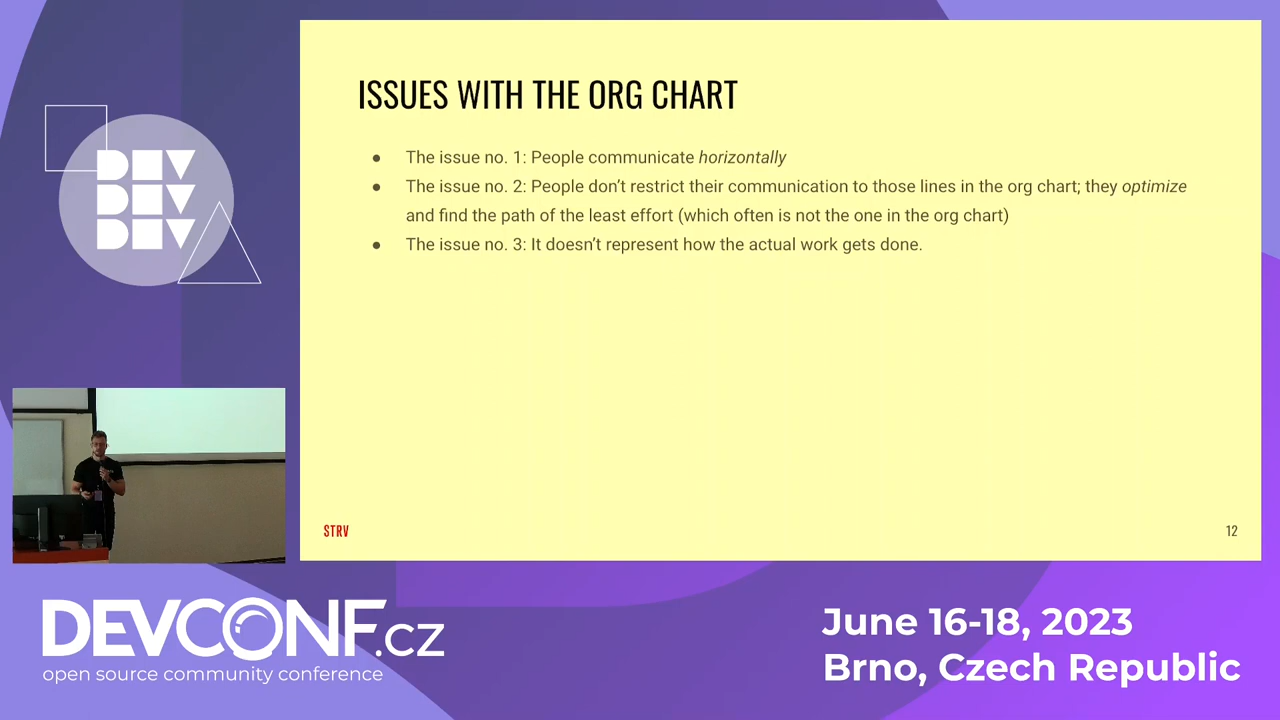 DEV
DEV
DEV
ISSUES WITH THE ORG CHART
● The issue no. 1: People communicate horizontally
● The issue no. 2: People don’t restrict their communication to those lines in the org chart; they optimize
and find the path of the least effort (which often is not the one in the org chart)
● The issue no. 3: It doesn’t represent how the actual work gets done.
STRV
12
DEVCONF.cz
open source community conference
June 16-18, 2023
Brno, Czech Republic